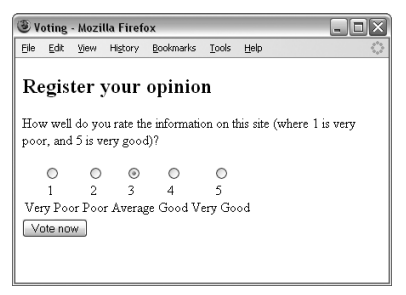 Voting - Mozilla Firefox
File Edit View History Bookmarks Tools Help
Register your opinion
How well do you rate the information on this site (where 1 is very
poor, and 5 is very good)?
1 2 3 4 5
Very Poor Poor Average Good Very Good
Vote now